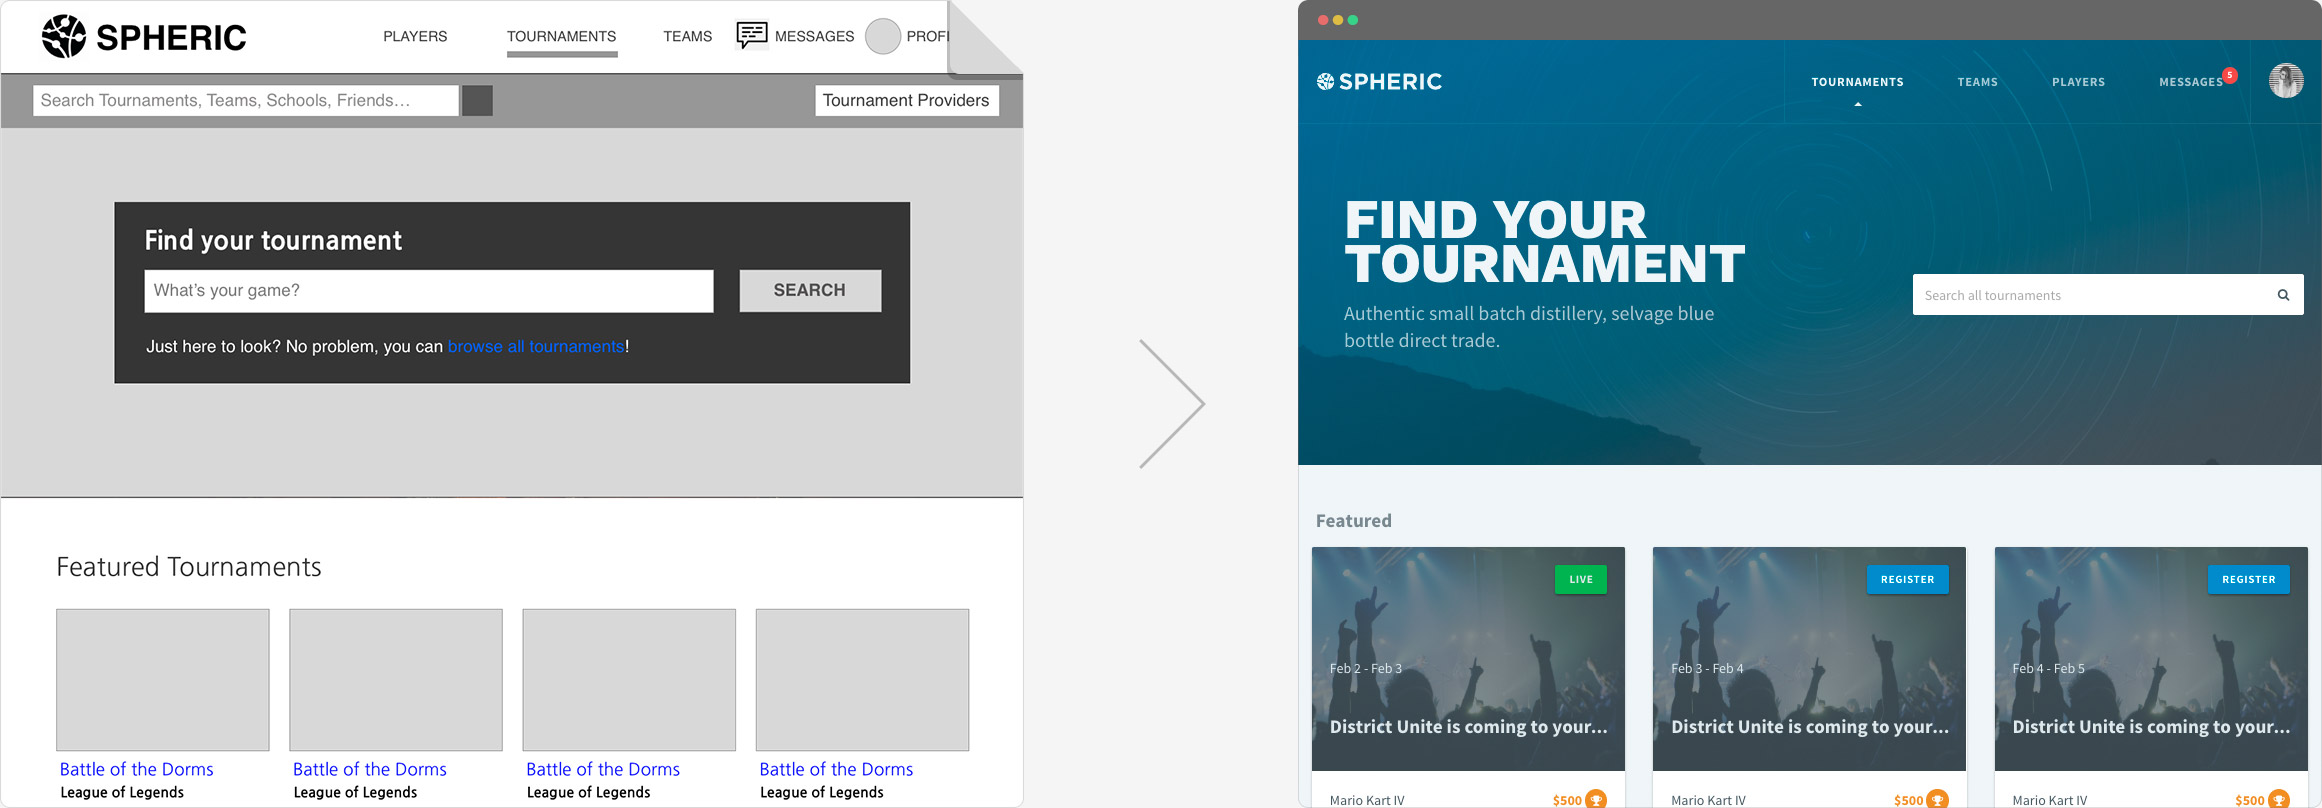 SPHERIC
PLAYERS TOURNAMENTS TEAMS MESSAGES PROFI
Search Tournaments, Teams, Schools, Friends...
Tournament Providers
Find your tournament
What's your game?
SEARCH
Just here to look? No problem, you can browse all tournaments!
Featured Tournaments
Battle of the Dorms
League of Legends
Battle of the Dorms
League of Legends
Battle of the Dorms
League of Legends
Battle of the Dorms
League of Legends
SPHERIC
TOURNAMENTS TEAMS PLAYERS MESSAGES 5
FIND YOUR
TOURNAMENT
Authentic small batch distillery, selvage blue
bottle direct trade.
Search all tournaments
Featured
LIVE
Feb 2 - Feb 3
District Unite is coming to your...
Mario Kart IV $500
REGISTER
Feb 3 - Feb 4
District Unite is coming to your...
Mario Kart IV $500
REGISTER
Feb 4 - Feb 5
District Unite is coming to your...
Mario Kart IV $500